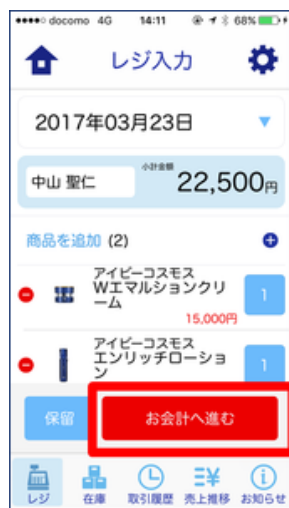 docomo 4G 14:11 68%
レジ入力
2017年03月23日
中山 聖仁
小計金額
22,500円
商品を追加 (2)
アイビーコスモス
Wエマルションクリ
ーム
1
15,000円
アイビーコスモス
エンリッチローショ
ン
1
保留
お会計へ進む
レジ 在庫 取引履歴 売上推移 お知らせ